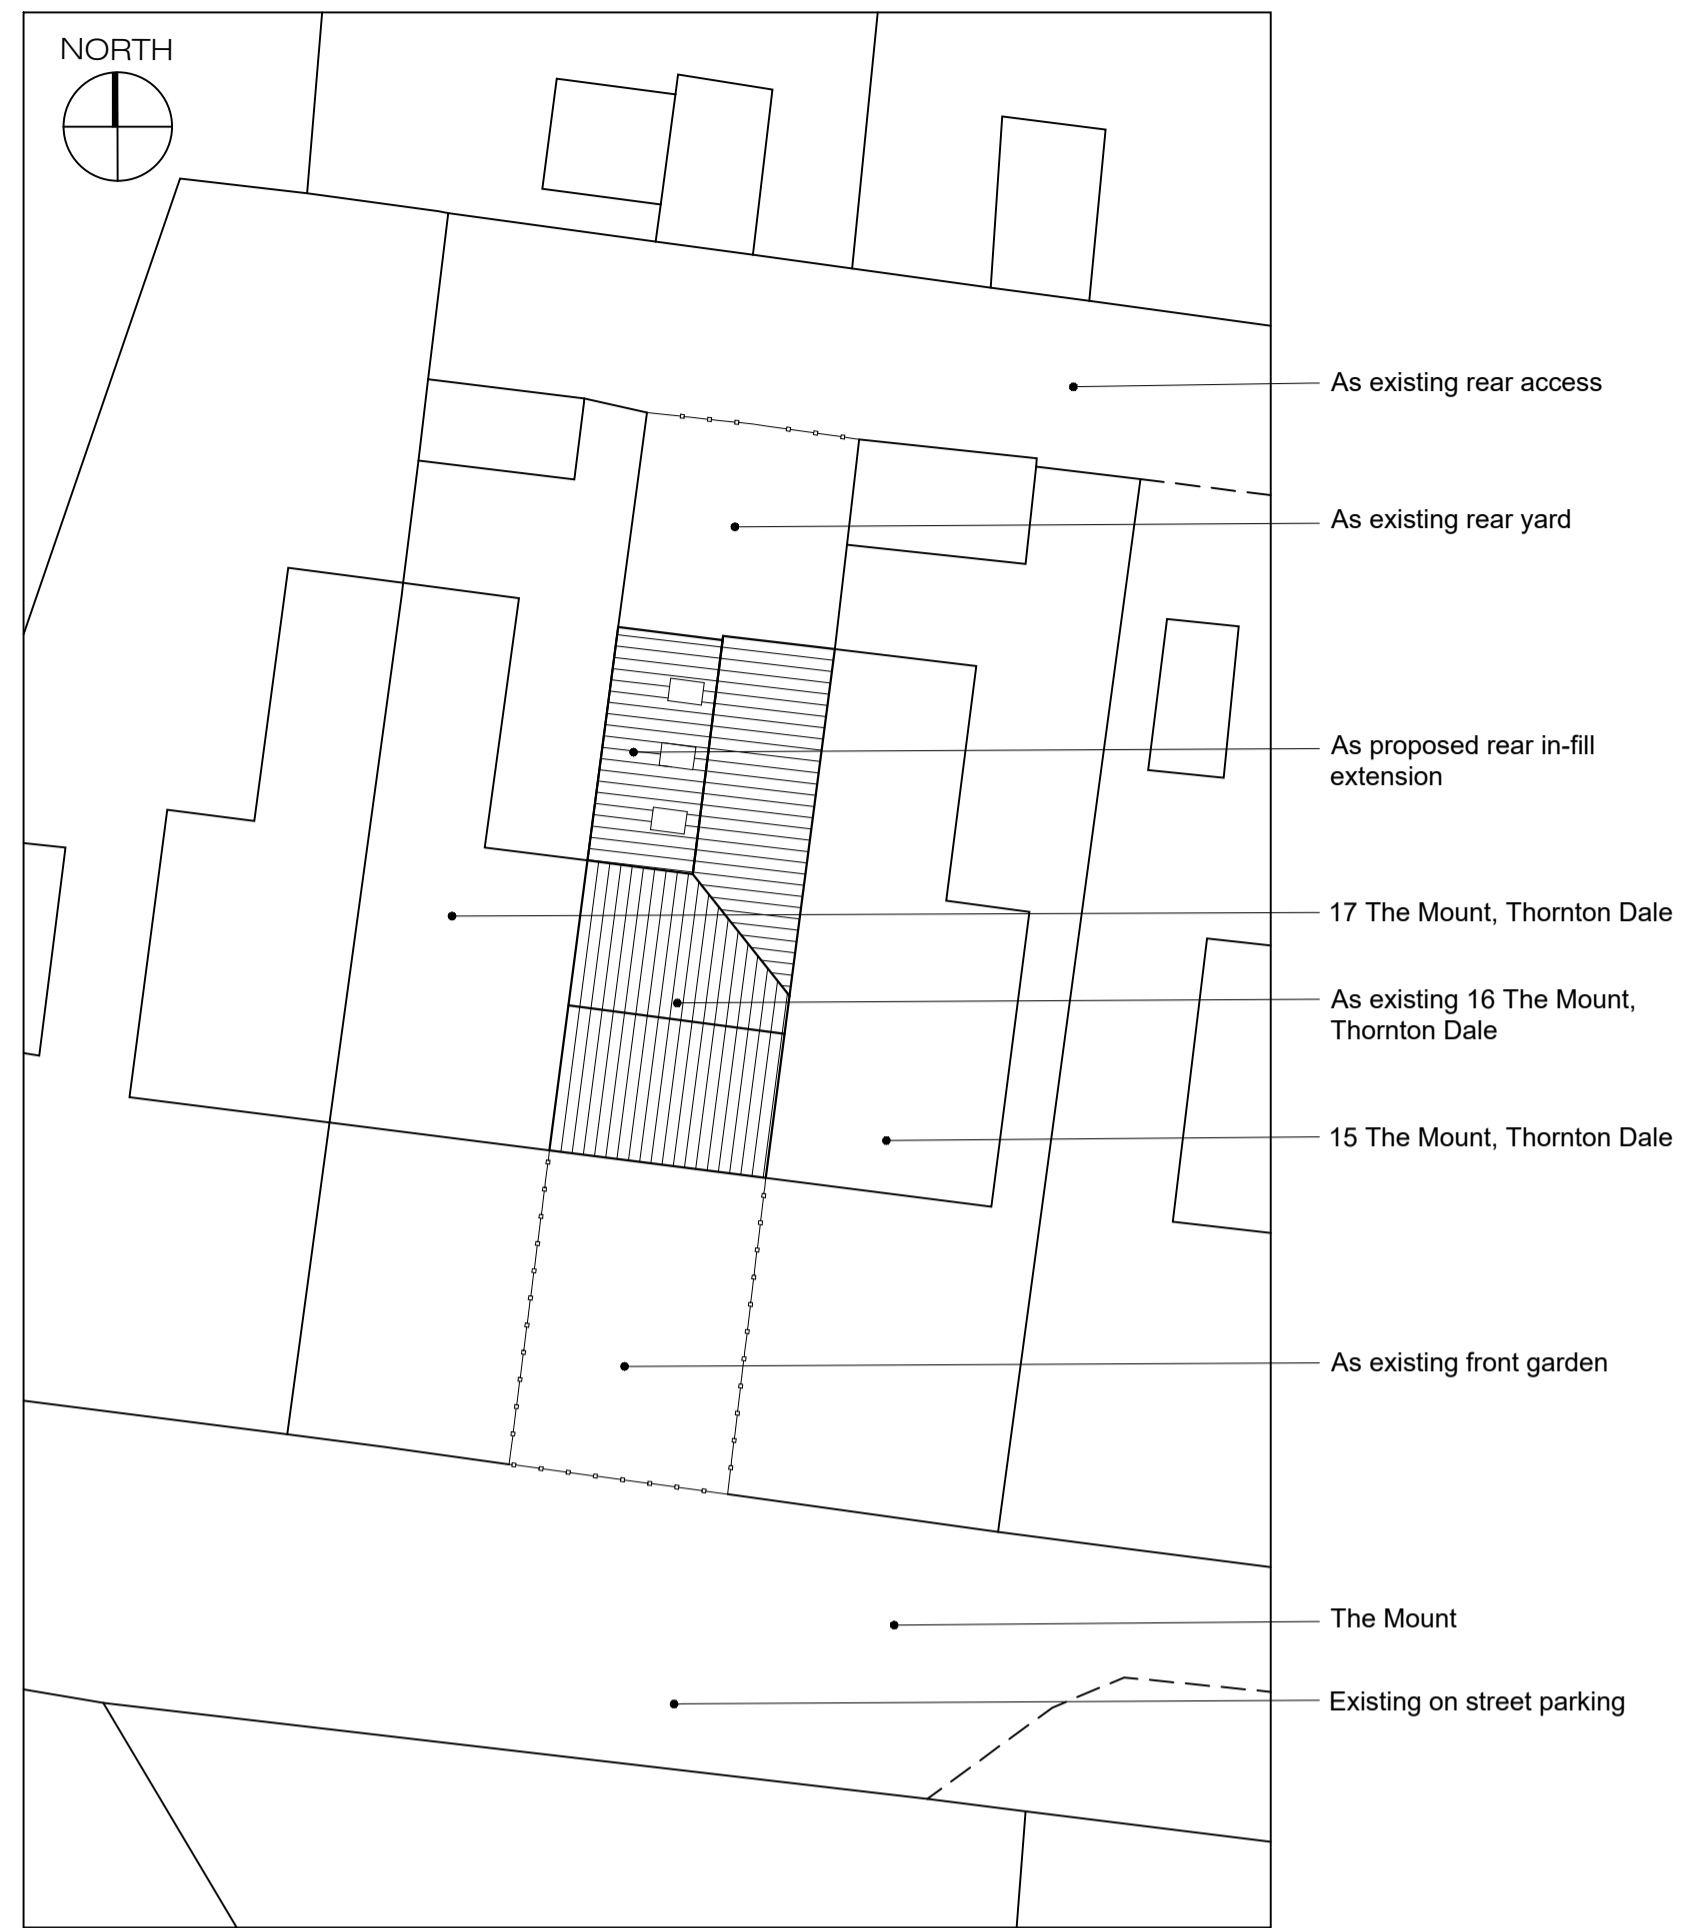 NORTH
As existing rear access
As existing rear yard
As proposed rear in-fill
extension
17 The Mount, Thornton Dale
As existing 16 The Mount,
Thornton Dale
15 The Mount, Thornton Dale
As existing front garden
The Mount
Existing on street parking